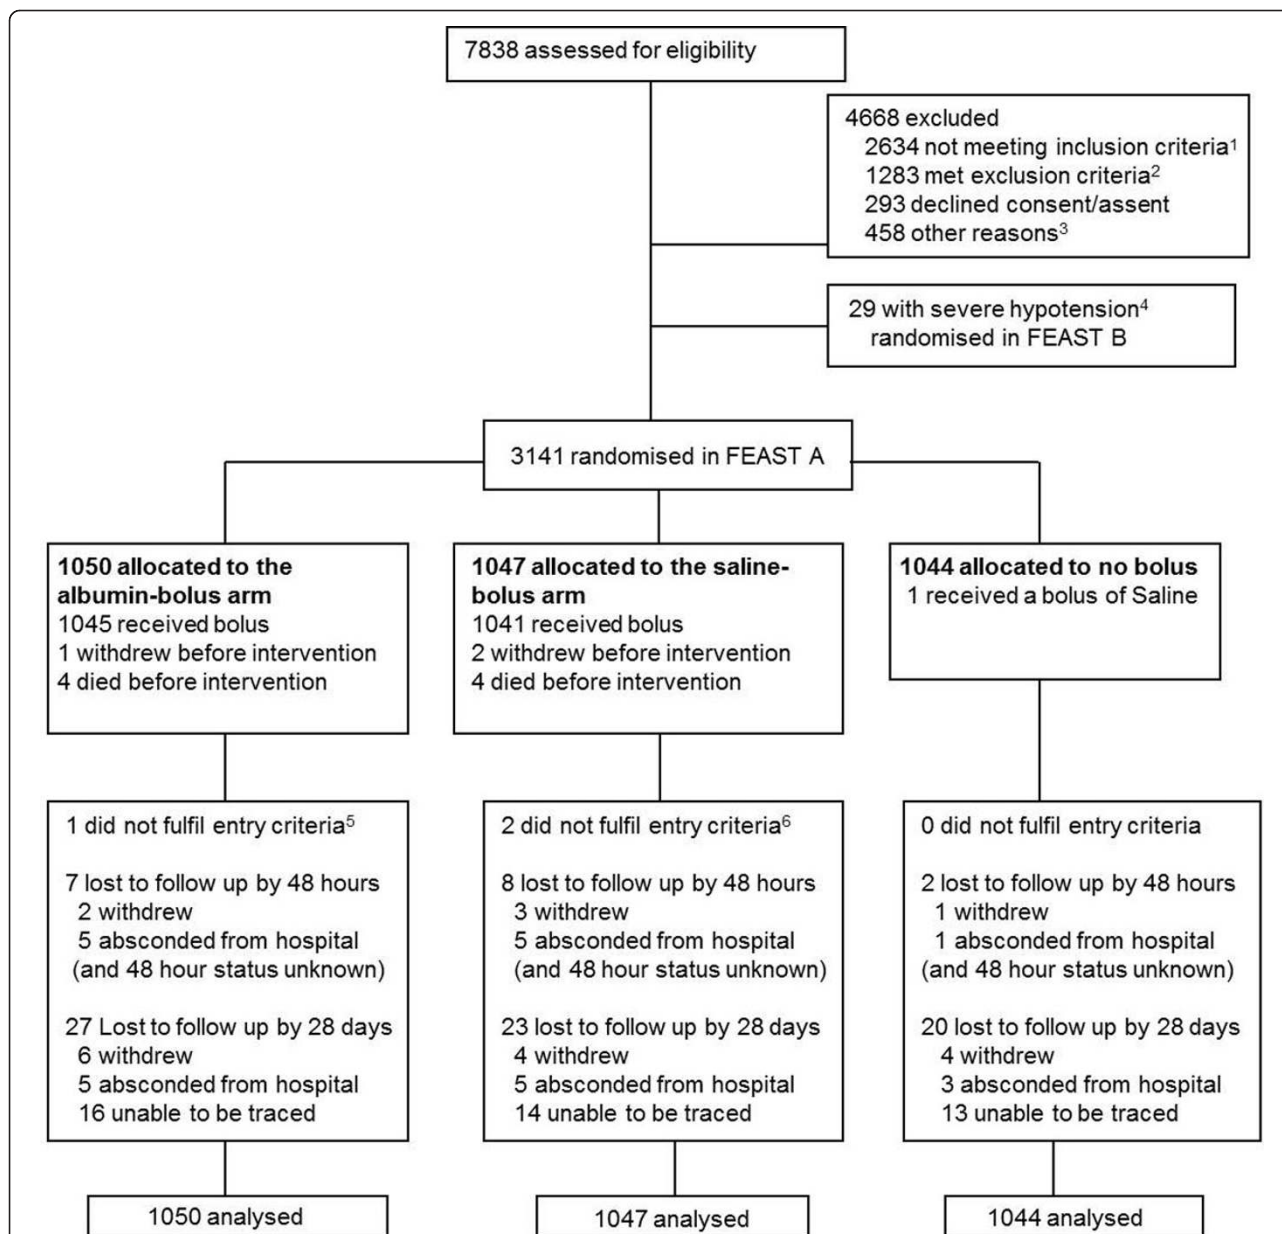 7838 assessed for eligibility
4668 excluded
2634 not meeting inclusion criteria¹
1283 met exclusion criteria²
293 declined consent/assent
458 other reasons³
29 with severe hypotension⁴
randomised in FEAST B
3141 randomised in FEAST A
1050 allocated to the
albumin-bolus arm
1045 received bolus
1 withdrew before intervention
4 died before intervention
1047 allocated to the saline-
bolus arm
1041 received bolus
2 withdrew before intervention
4 died before intervention
1044 allocated to no bolus
1 received a bolus of Saline
1 did not fulfil entry criteria⁵
7 lost to follow up by 48 hours
2 withdrew
5 absconded from hospital
(and 48 hour status unknown)
27 Lost to follow up by 28 days
6 withdrew
5 absconded from hospital
16 unable to be traced
2 did not fulfil entry criteria⁶
8 lost to follow up by 48 hours
3 withdrew
5 absconded from hospital
(and 48 hour status unknown)
23 lost to follow up by 28 days
4 withdrew
5 absconded from hospital
14 unable to be traced
0 did not fulfil entry criteria
2 lost to follow up by 48 hours
1 withdrew
1 absconded from hospital
(and 48 hour status unknown)
20 lost to follow up by 28 days
4 withdrew
3 absconded from hospital
13 unable to be traced
1050 analysed
1047 analysed
1044 analysed